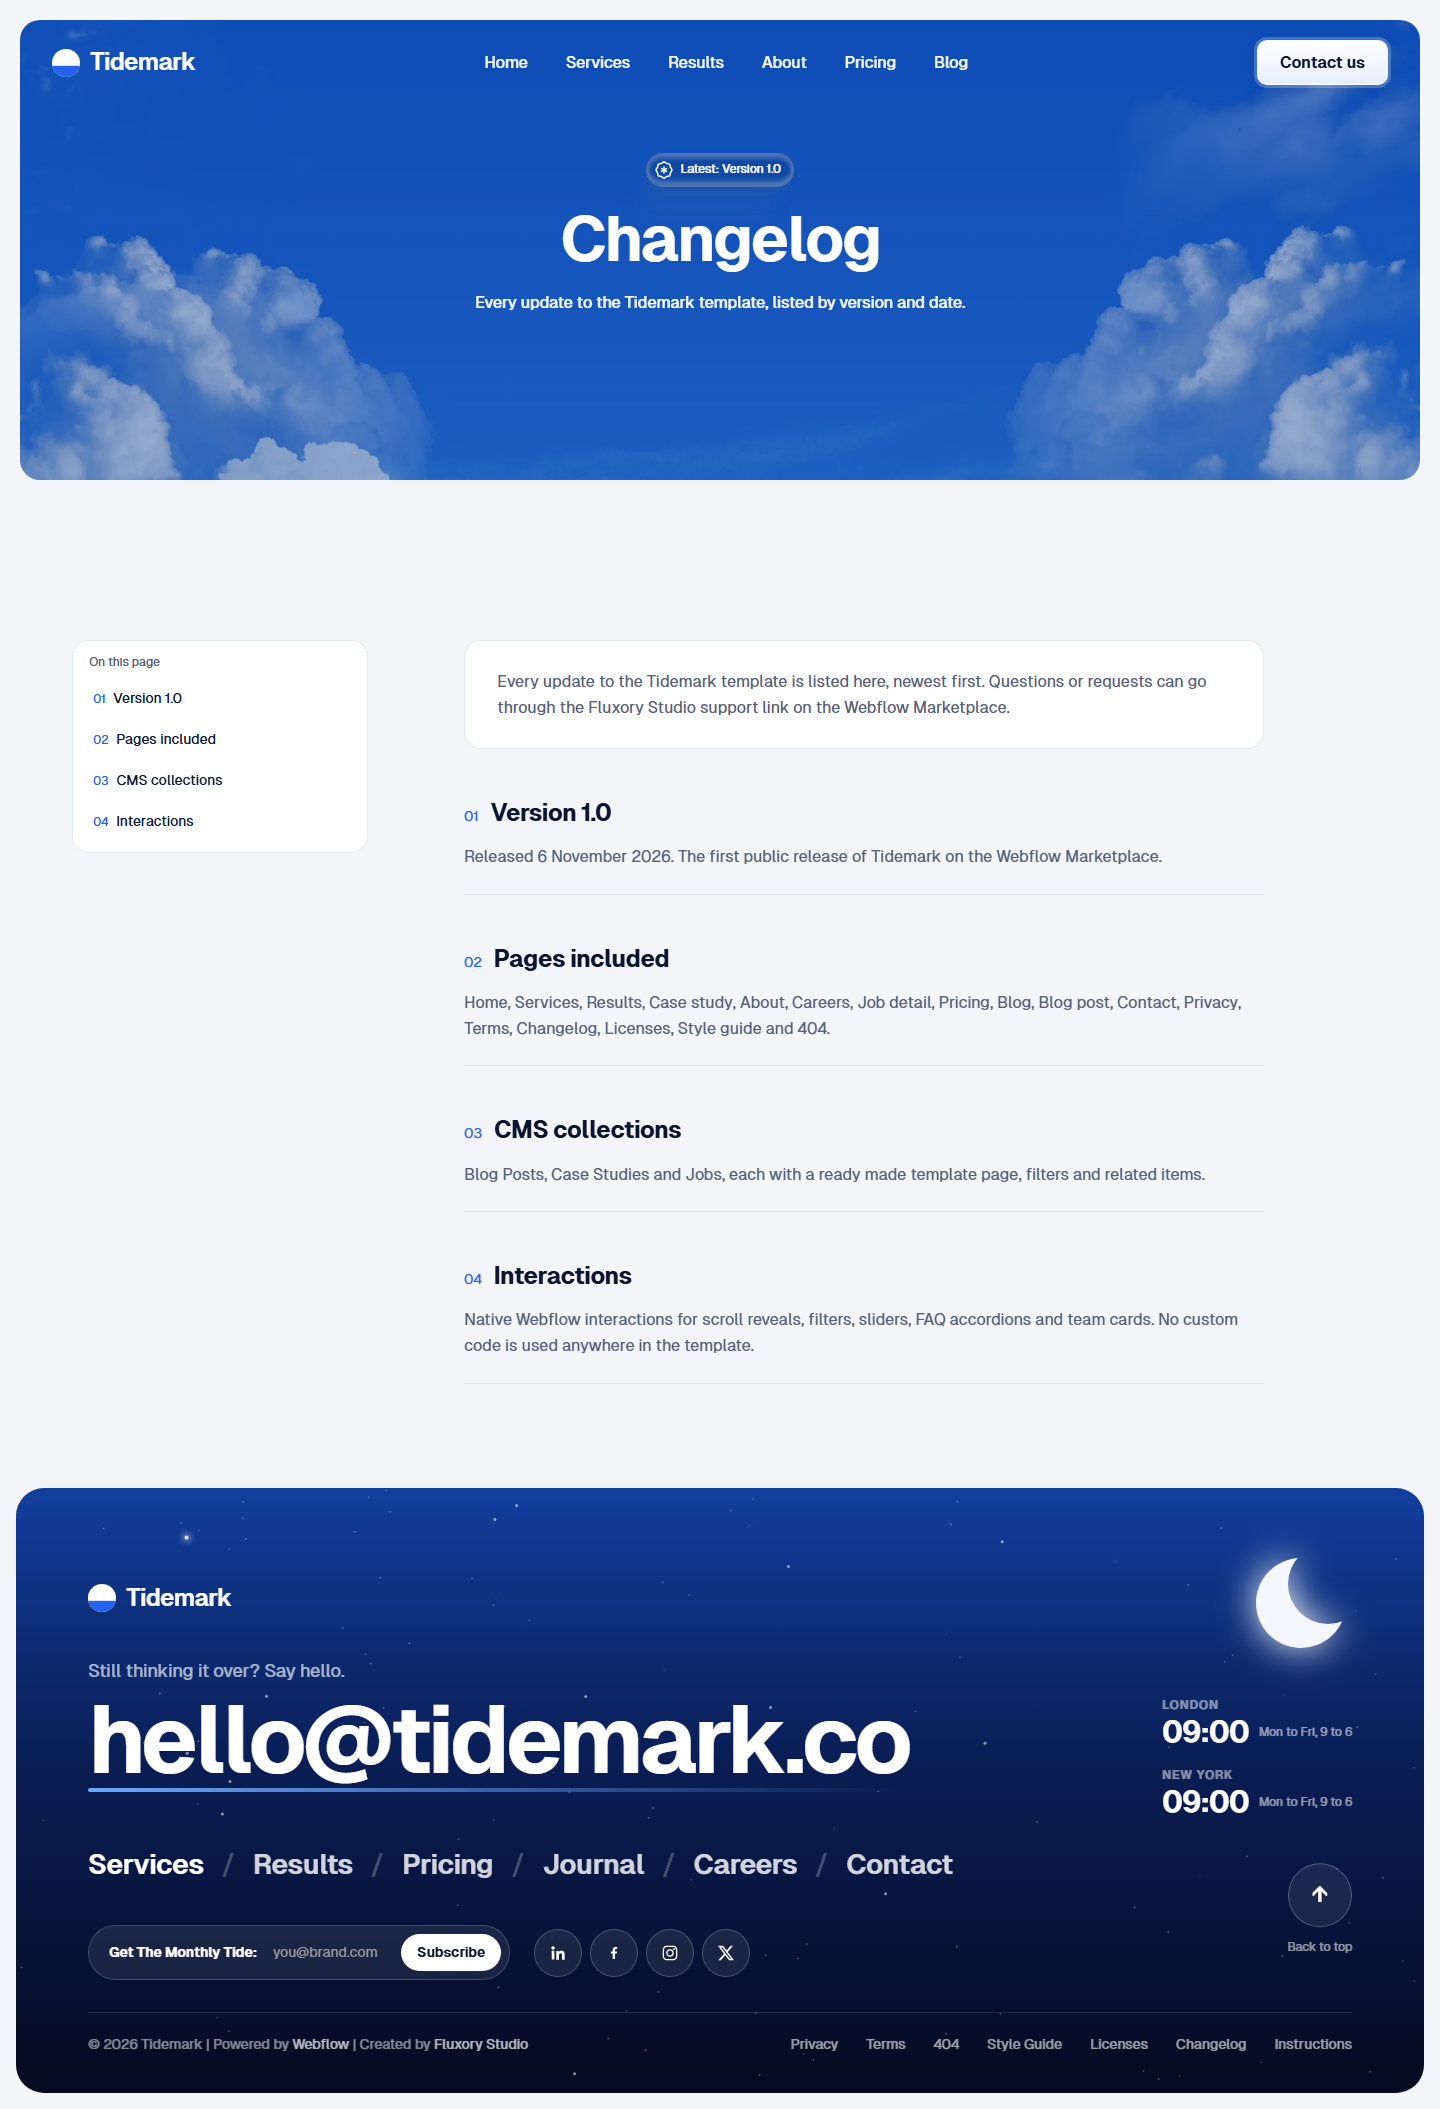 Tidemark
Home Services Results About Pricing Blog
Contact us
Latest: Version 1.0
Changelog
Every update to the Tidemark template, listed by version and date.
On this page
01 Version 1.0
02 Pages included
03 CMS collections
04 Interactions
Every update to the Tidemark template is listed here, newest first. Questions or requests can go
through the Fluxory Studio support link on the Webflow Marketplace.
01 Version 1.0
Released 6 November 2026. The first public release of Tidemark on the Webflow Marketplace.
02 Pages included
Home, Services, Results, Case study, About, Careers, Job detail, Pricing, Blog, Blog post, Contact, Privacy,
Terms, Changelog, Licenses, Style guide and 404.
03 CMS collections
Blog Posts, Case Studies and Jobs, each with a ready made template page, filters and related items.
04 Interactions
Native Webflow interactions for scroll reveals, filters, sliders, FAQ accordions and team cards. No custom
code is used anywhere in the template.
Tidemark
Still thinking it over? Say hello.
hello@tidemark.co
LONDON
09:00 Mon to Fri, 9 to 6
NEW YORK
09:00 Mon to Fri, 9 to 6
Services / Results / Pricing / Journal / Careers / Contact
Get The Monthly Tide: you@brand.com Subscribe
Back to top
© 2026 Tidemark | Powered by Webflow | Created by Fluxory Studio
Privacy Terms 404 Style Guide Licenses Changelog Instructions